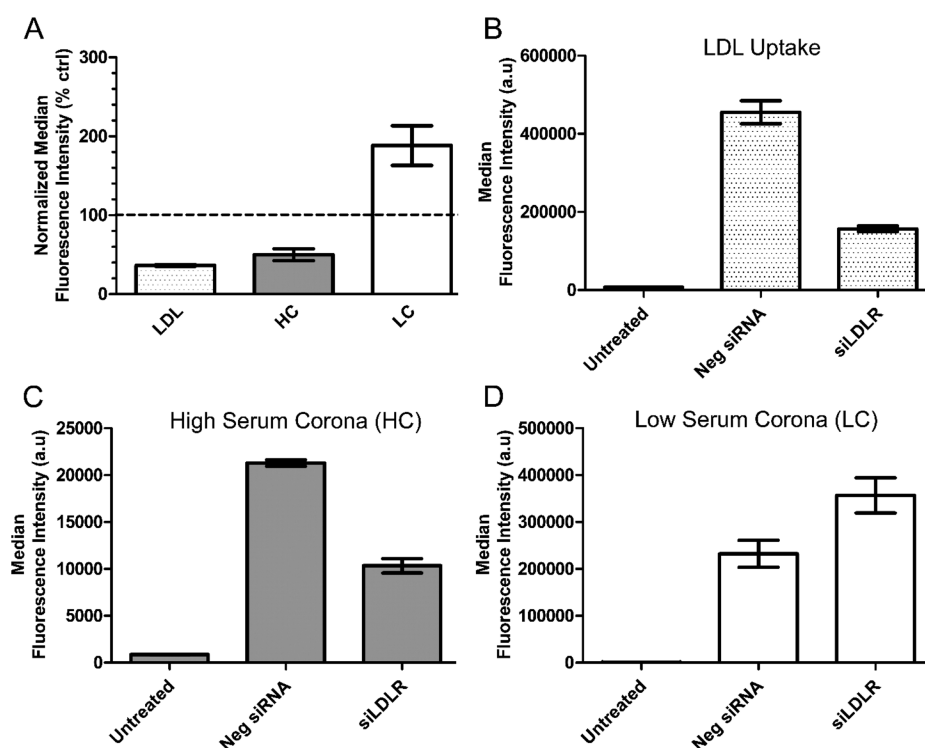 A
Normalized Median
Fluorescence Intensity (% ctrl)
300
200
100
0
LDL
HC
LC
B
LDL Uptake
Median
Fluorescence Intensity (a.u)
600000
400000
200000
0
Untreated
Neg siRNA
siLDLR
C
High Serum Corona (HC)
Median
Fluorescence Intensity (a.u)
25000
20000
15000
10000
5000
0
Untreated
Neg siRNA
siLDLR
D
Low Serum Corona (LC)
Median
Fluorescence Intensity (a.u)
500000
400000
300000
200000
100000
0
Untreated
Neg siRNA
siLDLR